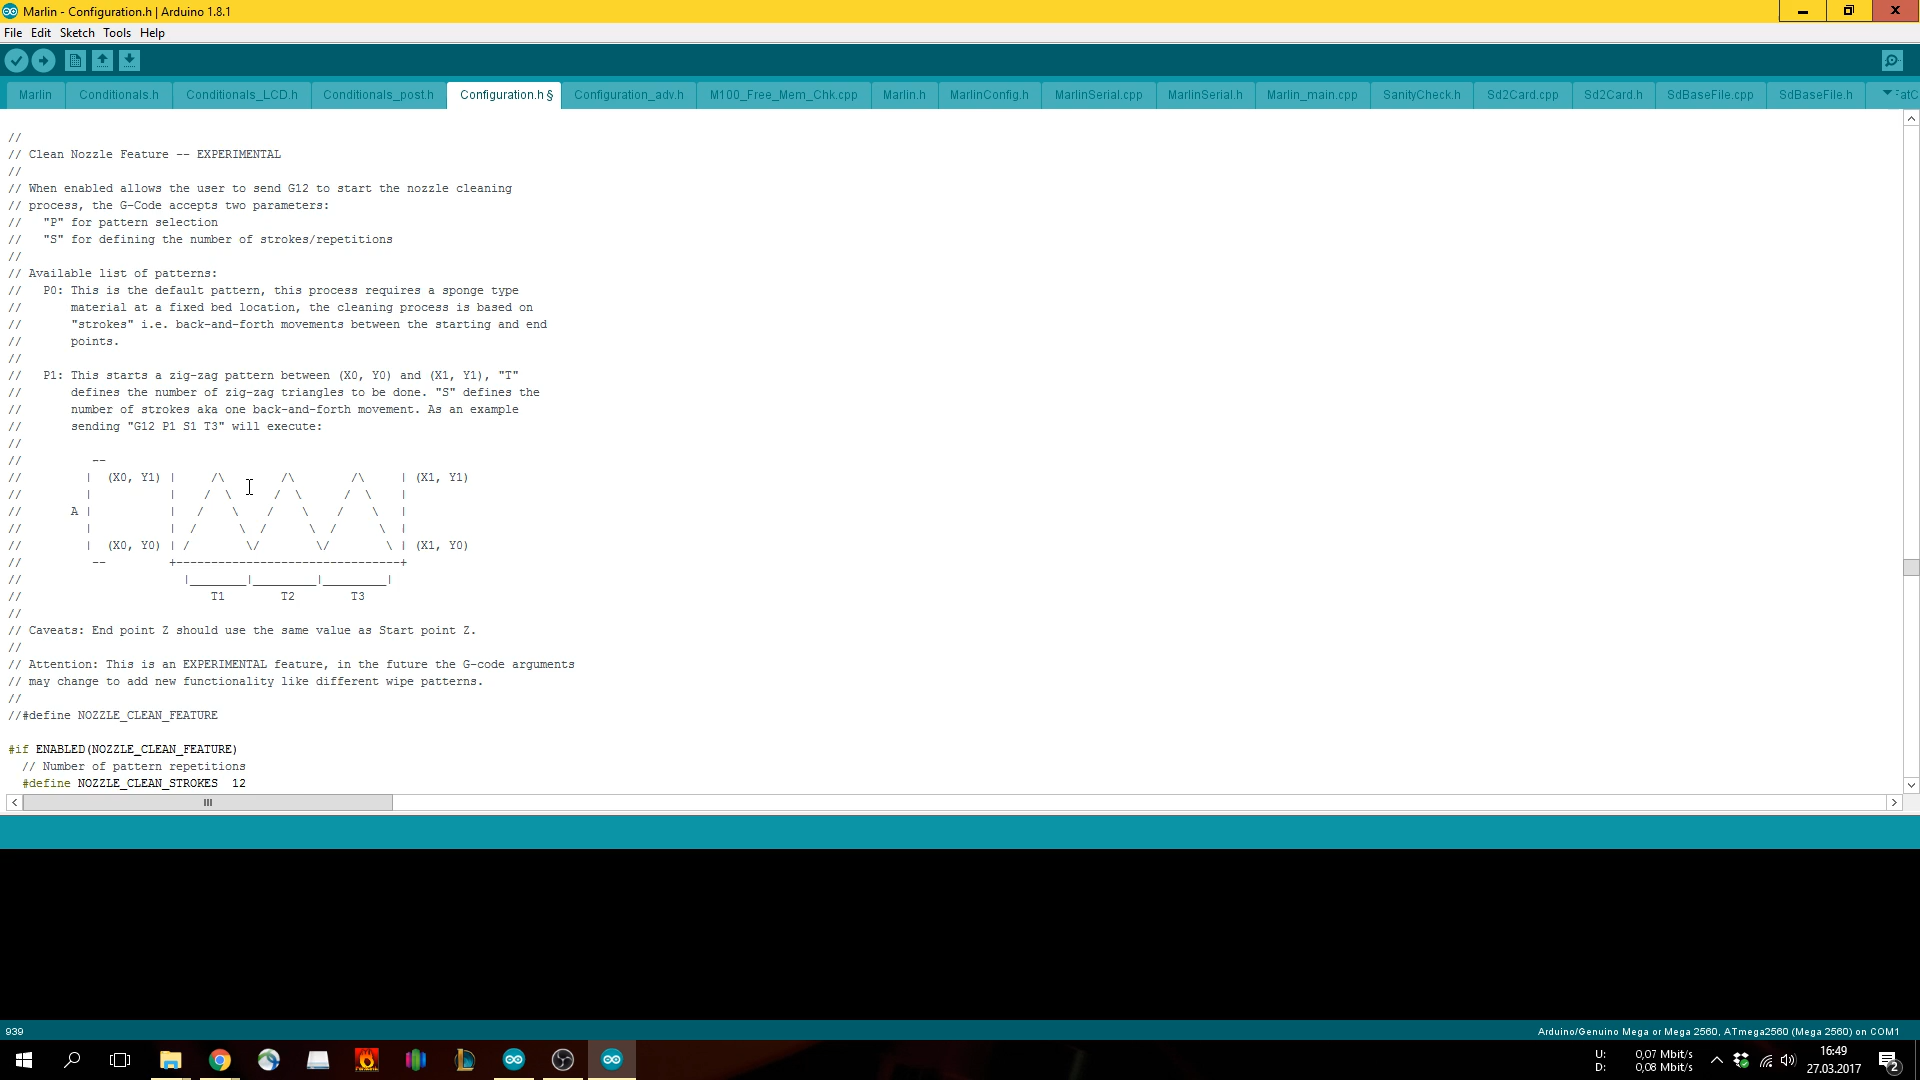 Marlin - Configuration.h | Arduino 1.8.1
File Edit Sketch Tools Help
Marlin Conditionals.h Conditionals_LCD.h Conditionals_post.h Configuration.h § Configuration_adv.h M100_Free_Mem_Chk.cpp Marlin.h MarlinConfig.h MarlinSerial.cpp MarlinSerial.h Marlin_main.cpp SanityCheck.h Sd2Card.cpp Sd2Card.h SdBaseFile.cpp SdBaseFile.h
//
// Clean Nozzle Feature -- EXPERIMENTAL
//
// When enabled allows the user to send G12 to start the nozzle cleaning
// process, the G-Code accepts two parameters:
//   "P" for pattern selection
//   "S" for defining the number of strokes/repetitions
//
// Available list of patterns:
//   P0: This is the default pattern, this process requires a sponge type
//       material at a fixed bed location, the cleaning process is based on
//       "strokes" i.e. back-and-forth movements between the starting and end
//       points.
//
//   P1: This starts a zig-zag pattern between (X0, Y0) and (X1, Y1), "T"
//       defines the number of zig-zag triangles to be done. "S" defines the
//       number of strokes aka one back-and-forth movement. As an example
//       sending "G12 P1 S1 T3" will execute:
//
//          --
//         |  (X0, Y1) |     /\        /\        /\     | (X1, Y1)
//         |           |    /  \      /  \      /  \    |
//       A |           |   /    \    /    \    /    \   |
//         |           |  /      \  /      \  /      \  |
//         |  (X0, Y0) | /        \/        \/        \ | (X1, Y0)
//          --         +--------------------------------+
//                       |________|_________|_________|
//                           T1        T2        T3
//
// Caveats: End point Z should use the same value as Start point Z.
//
// Attention: This is an EXPERIMENTAL feature, in the future the G-code arguments
// may change to add new functionality like different wipe patterns.
//
//#define NOZZLE_CLEAN_FEATURE
#if ENABLED(NOZZLE_CLEAN_FEATURE)
  // Number of pattern repetitions
  #define NOZZLE_CLEAN_STROKES  12
939
Arduino/Genuino Mega or Mega 2560, ATmega2560 (Mega 2560) on COM1
U: 0,07 Mbit/s
D: 0,08 Mbit/s
16:49
27.03.2017
2